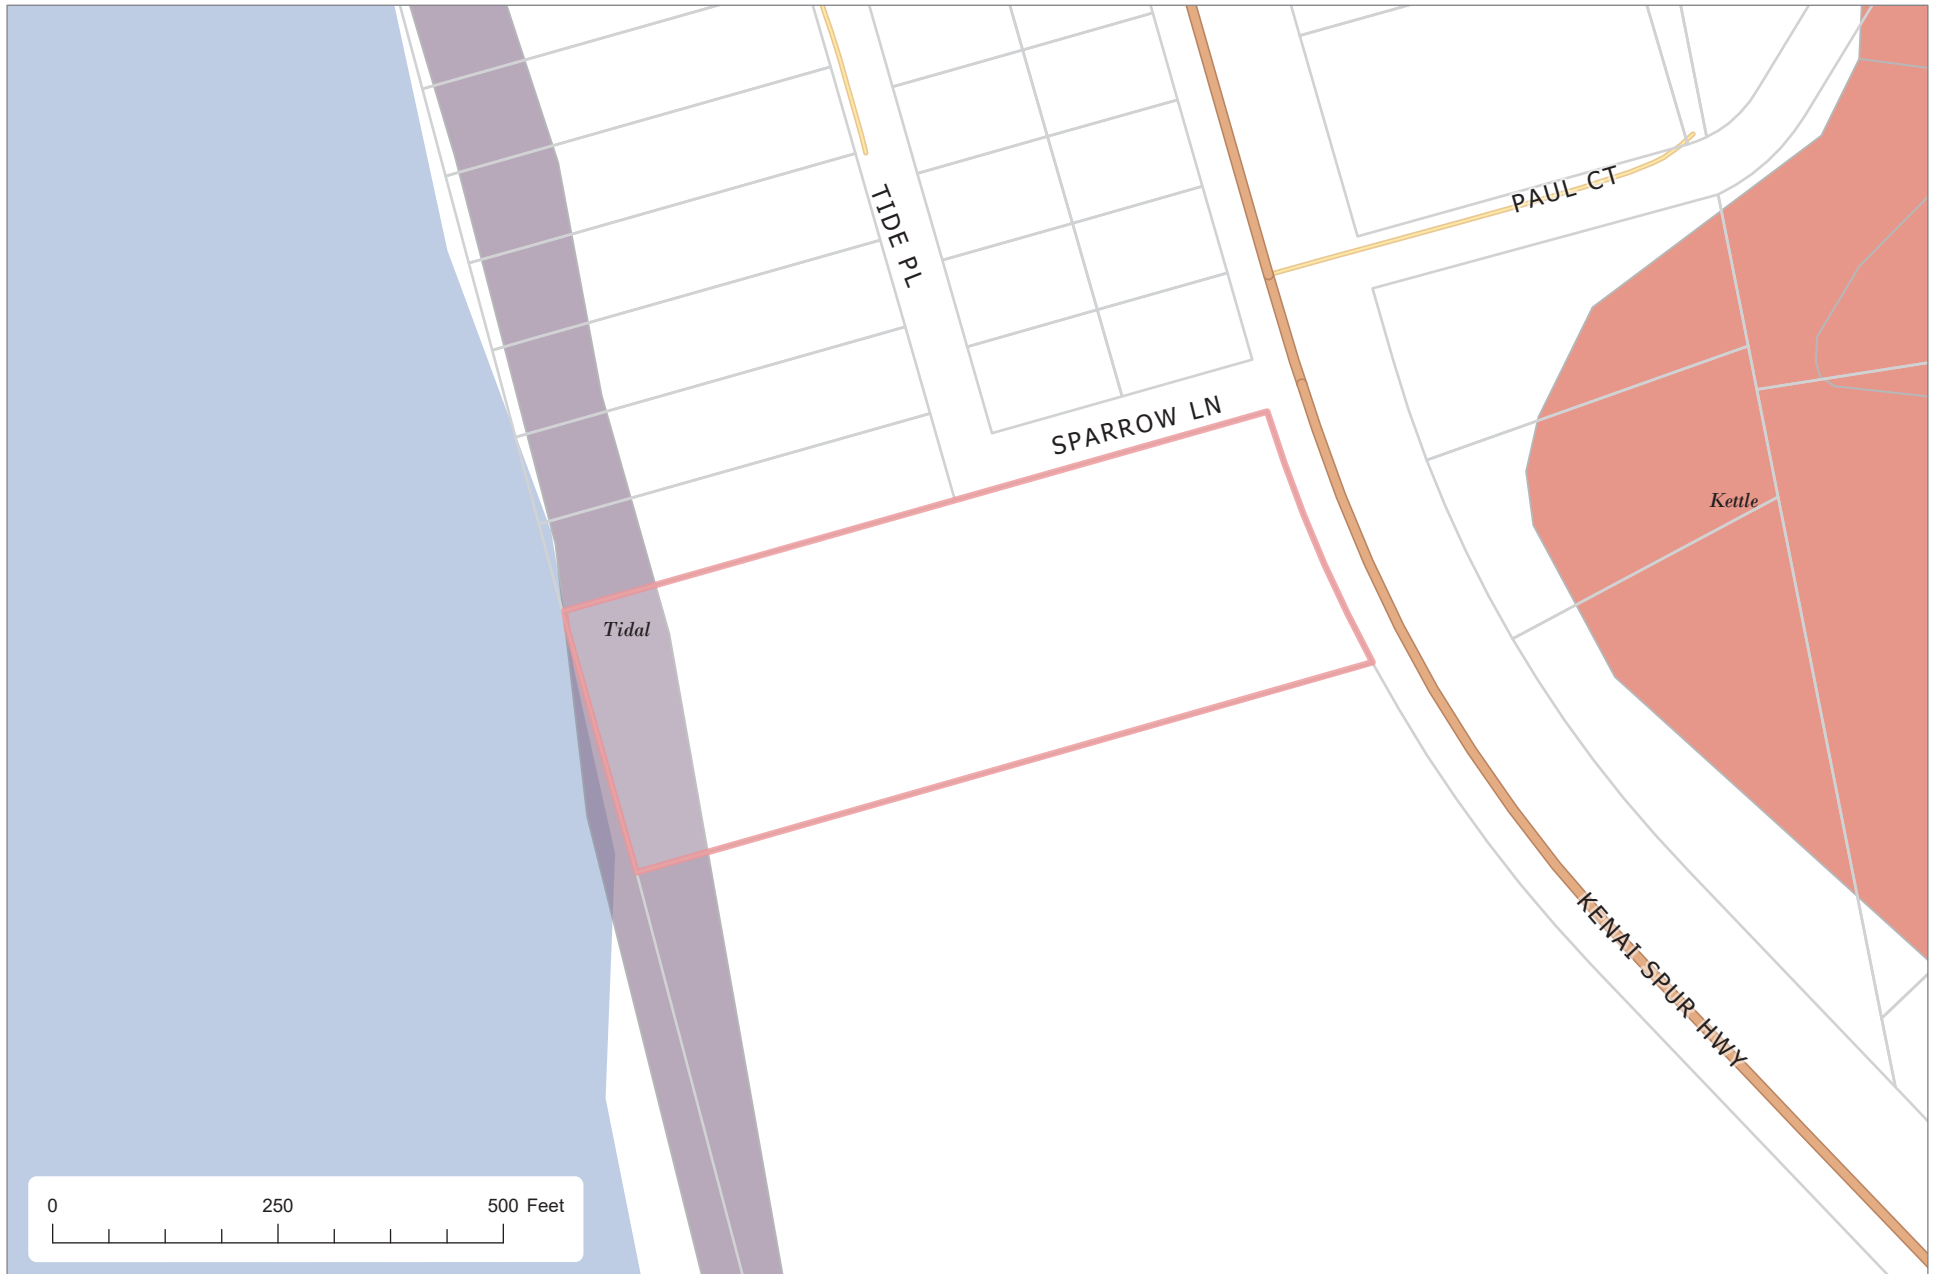 TIDE PL
PAUL CT
SPARROW LN
Kettle
Tidal
KENAI SPUR HWY
0 250 500 Feet